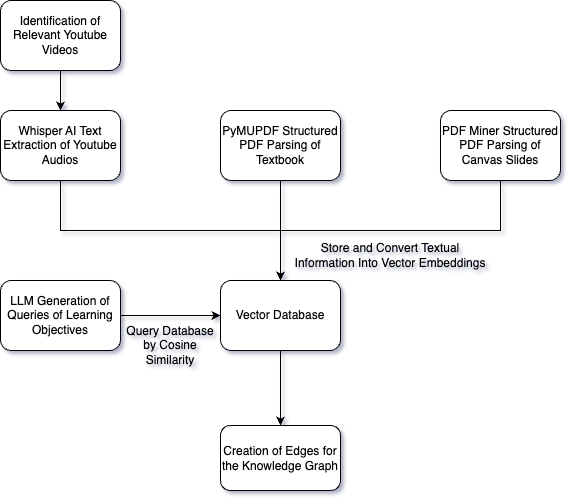 Identification of
Relevant Youtube
Videos
Whisper AI Text
Extraction of Youtube
Audios
PyMUPDF Structured
PDF Parsing of
Textbook
PDF Miner Structured
PDF Parsing of
Canvas Slides
Store and Convert Textual
Information Into Vector Embeddings
LLM Generation of
Queries of Learning
Objectives
Query Database
by Cosine
Similarity
Vector Database
Creation of Edges for
the Knowledge Graph